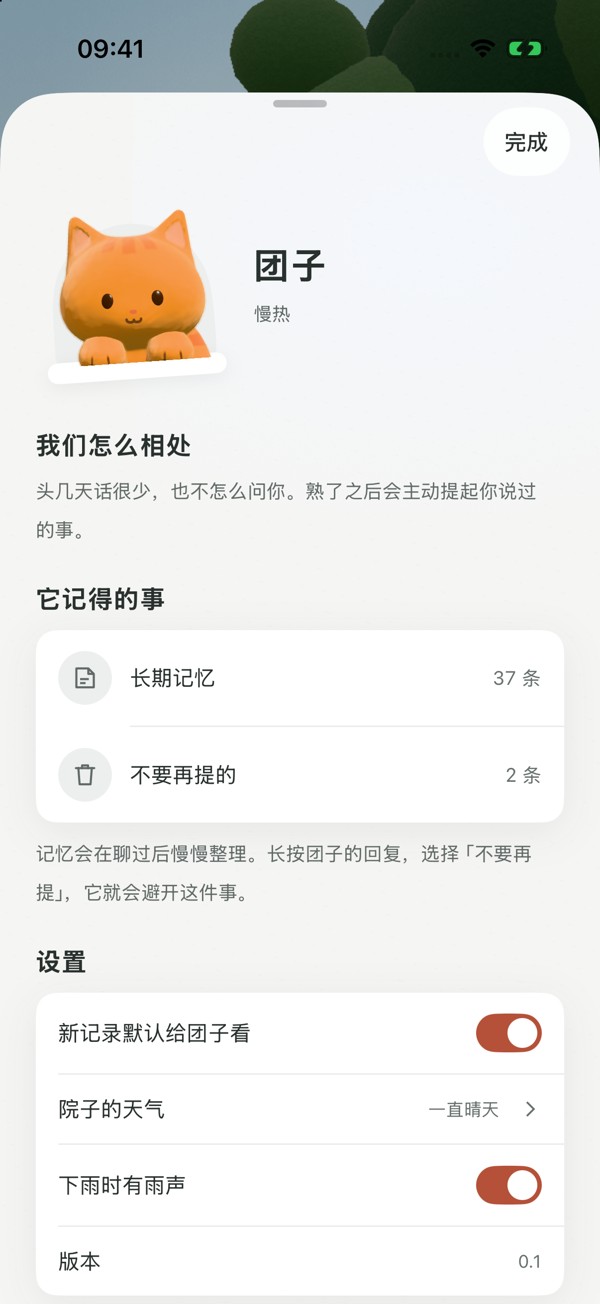 09:41
完成
团子
慢热
我们怎么相处
头几天话很少，也不怎么问你。熟了之后会主动提起你说过
的事。
它记得的事
长期记忆 37 条
不要再提的 2 条
记忆会在聊过后慢慢整理。长按团子的回复，选择「不要再
提」，它就会避开这件事。
设置
新记录默认给团子看
院子的天气 一直晴天
下雨时有雨声
版本 0.1